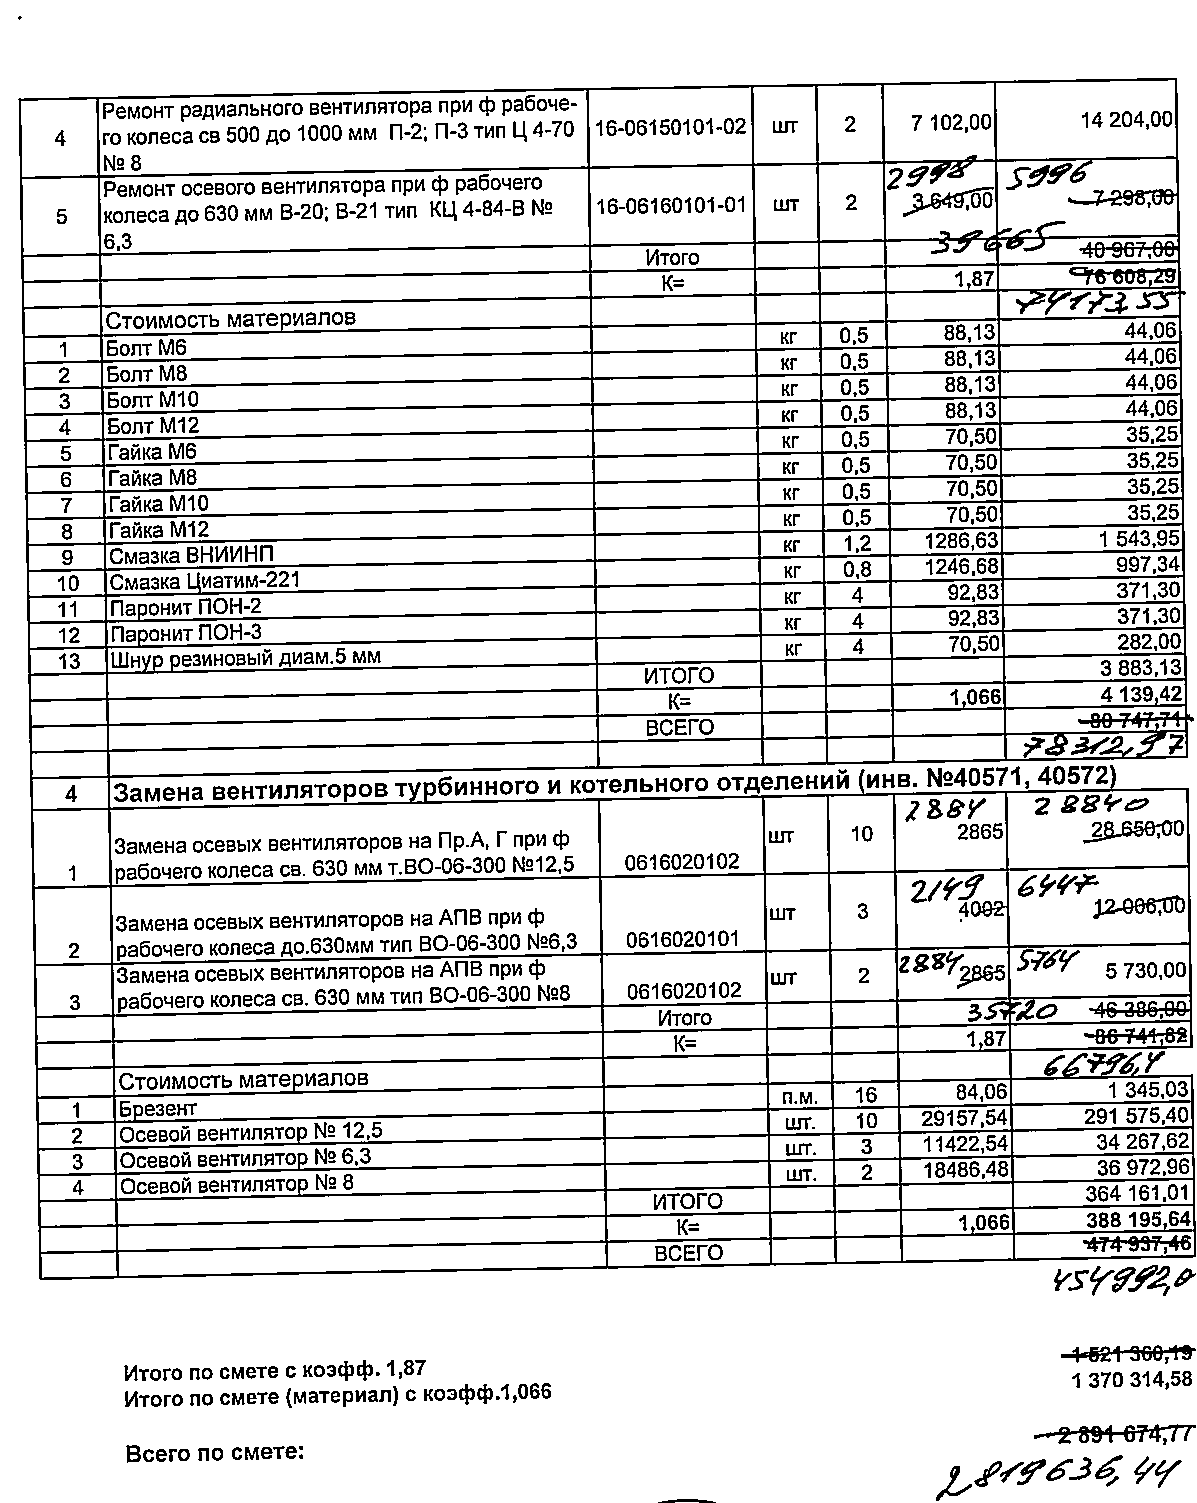 4 Ремонт радиального вентилятора при ф рабоче-
го колеса св 500 до 1000 мм П-2; П-3 тип Ц 4-70 16-06150101-02 шт 2 7 102,00 14 204,00
№ 8
2998 5996
5 Ремонт осевого вентилятора при ф рабочего
колеса до 630 мм В-20; В-21 тип КЦ 4-84-В № 16-06160101-01 шт 2 3 649,00 7 298,00
6,3
Итого 39665 40 967,00
К= 1,87 76 608,29
Стоимость материалов 74173,55
1 Болт М6 кг 0,5 88,13 44,06
2 Болт М8 кг 0,5 88,13 44,06
3 Болт М10 кг 0,5 88,13 44,06
4 Болт М12 кг 0,5 88,13 44,06
5 Гайка М6 кг 0,5 70,50 35,25
6 Гайка М8 кг 0,5 70,50 35,25
7 Гайка М10 кг 0,5 70,50 35,25
8 Гайка М12 кг 0,5 70,50 35,25
9 Смазка ВНИИНП кг 1,2 1286,63 1 543,95
10 Смазка Циатим-221 кг 0,8 1246,68 997,34
11 Паронит ПОН-2 кг 4 92,83 371,30
12 Паронит ПОН-3 кг 4 92,83 371,30
13 Шнур резиновый диам.5 мм кг 4 70,50 282,00
ИТОГО 3 883,13
К= 1,066 4 139,42
ВСЕГО 80 747,71
78312,97
4 Замена вентиляторов турбинного и котельного отделений (инв. №40571, 40572)
2884 28840
шт 10 2865 28 650,00
Замена осевых вентиляторов на Пр.А, Г при ф
1 рабочего колеса св. 630 мм т.ВО-06-300 №12,5 0616020102
2149 6447
шт 3 4002 12 006,00
Замена осевых вентиляторов на АПВ при ф
2 рабочего колеса до.630мм тип ВО-06-300 №6,3 0616020101
Замена осевых вентиляторов на АПВ при ф шт 2 2884 2865 5764 5 730,00
3 рабочего колеса св. 630 мм тип ВО-06-300 №8 0616020102
Итого 35720 46 386,00
К= 1,87 86 741,82
Стоимость материалов 66796,4
1 Брезент п.м. 16 84,06 1 345,03
2 Осевой вентилятор № 12,5 шт. 10 29157,54 291 575,40
3 Осевой вентилятор № 6,3 шт. 3 11422,54 34 267,62
4 Осевой вентилятор № 8 шт. 2 18486,48 36 972,96
ИТОГО 364 161,01
К= 1,066 388 195,64
ВСЕГО 474 937,46
454992,0
Итого по смете с коэфф. 1,87 1 521 360,19
Итого по смете (материал) с коэфф.1,066 1 370 314,58
Всего по смете: 2 891 674,77
2819636,44